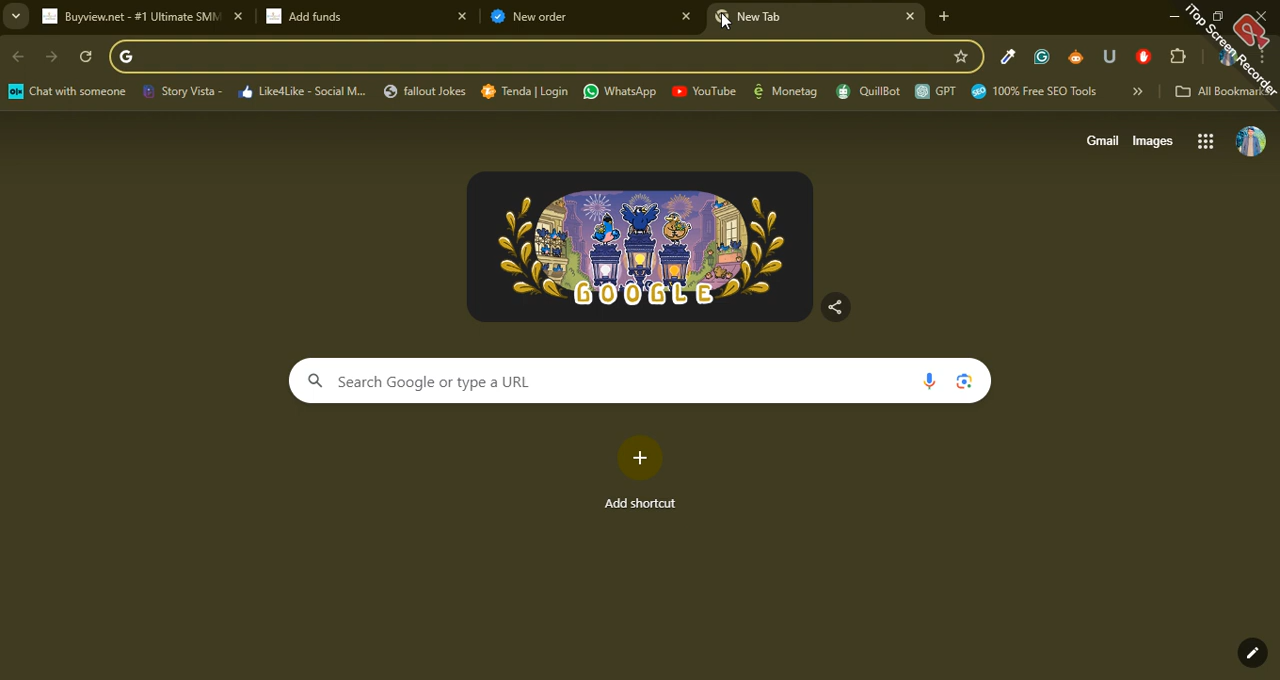 Buyview.net - #1 Ultimate SMM
Add funds
New order
New Tab
iTop Screen Recorder
Chat with someone
Story Vista -
Like4Like - Social M...
fallout Jokes
Tenda | Login
WhatsApp
YouTube
Monetag
QuillBot
GPT
100% Free SEO Tools
All Bookmarks
Gmail
Images
GOOGLE
Search Google or type a URL
Add shortcut